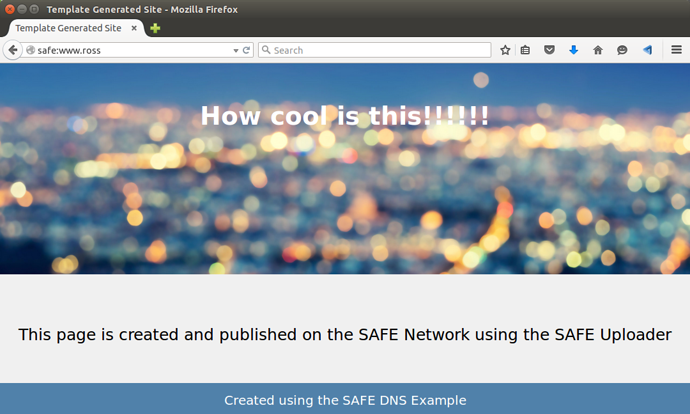 Template Generated Site - Mozilla Firefox
Template Generated Site
safe:www.ross
Search
How cool is this!!!!!!
This page is created and published on the SAFE Network using the SAFE Uploader
Created using the SAFE DNS Example